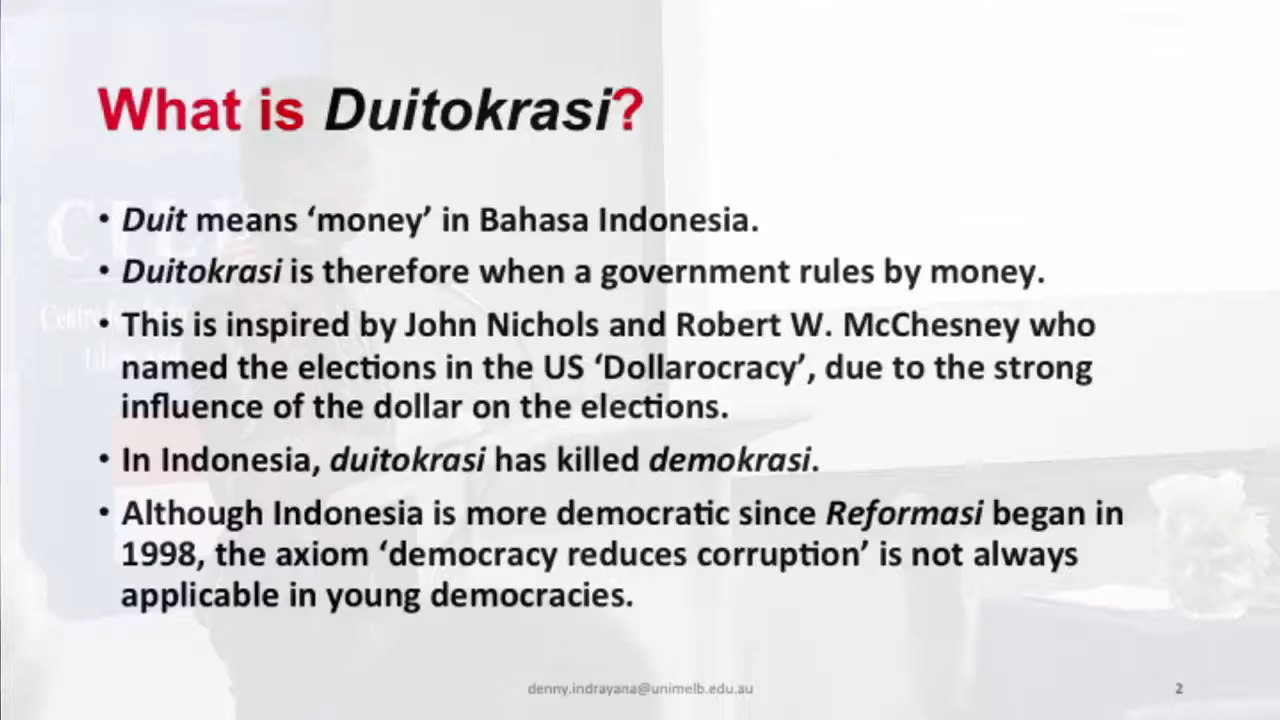 What is Duitokrasi?
• Duit means ‘money’ in Bahasa Indonesia.
• Duitokrasi is therefore when a government rules by money.
• This is inspired by John Nichols and Robert W. McChesney who
named the elections in the US ‘Dollarocracy’, due to the strong
influence of the dollar on the elections.
• In Indonesia, duitokrasi has killed demokrasi.
• Although Indonesia is more democratic since Reformasi began in
1998, the axiom ‘democracy reduces corruption’ is not always
applicable in young democracies.
denny.indrayana@unimelb.edu.au
2